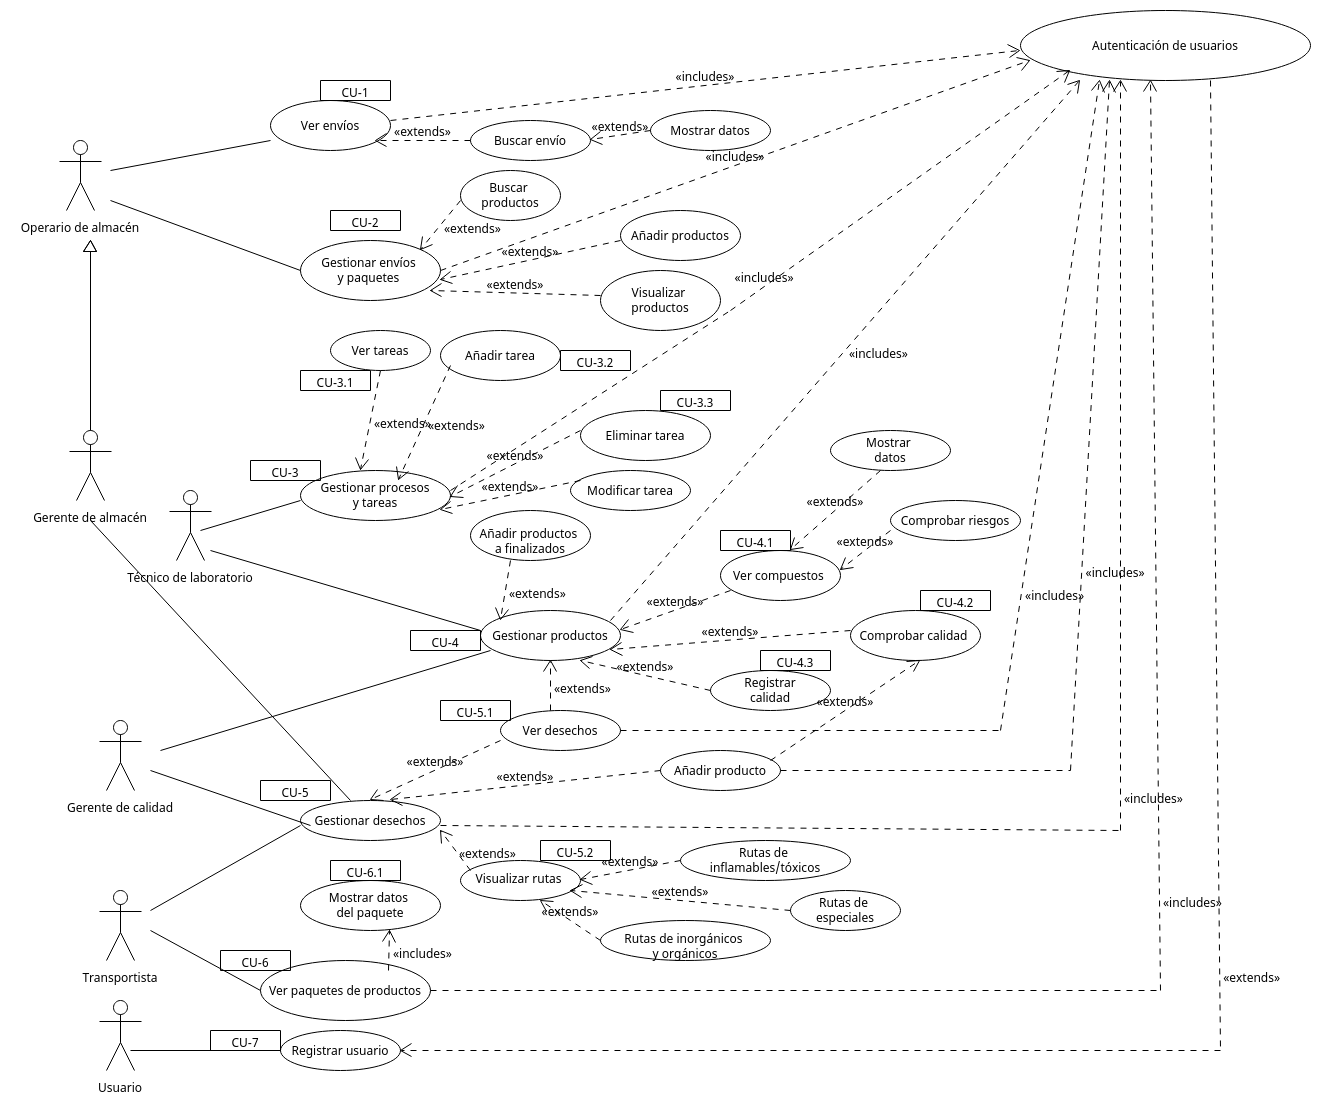 Autenticación de usuarios
CU-1
Ver envíos
«includes»
«extends»
Buscar envío
«extends»
Mostrar datos
«includes»
Operario de almacén
Buscar
productos
CU-2
«extends»
Añadir productos
Gestionar envíos
y paquetes
«extends»
«includes»
«extends»
Visualizar
productos
Ver tareas
Añadir tarea
CU-3.2
«includes»
CU-3.1
CU-3.3
«extends»
«extends»
Eliminar tarea
Mostrar
datos
«extends»
CU-3
Gestionar procesos
y tareas
«extends»
Modificar tarea
«extends»
Gerente de almacén
Comprobar riesgos
Añadir productos
a finalizados
CU-4.1
«extends»
Técnico de laboratorio
Ver compuestos
«includes»
«extends»
«extends»
«includes»
CU-4.2
CU-4
Gestionar productos
«extends»
Comprobar calidad
CU-4.3
«extends»
Registrar
calidad
«extends»
«extends»
CU-5.1
Ver desechos
«extends»
«extends»
Añadir producto
Gerente de calidad
CU-5
«includes»
Gestionar desechos
«extends»
CU-5.2
«extends»
Rutas de
inflamables/tóxicos
CU-6.1
Visualizar rutas
«extends»
Mostrar datos
del paquete
«extends»
Rutas de
especiales
«includes»
Rutas de inorgánicos
y orgánicos
«includes»
CU-6
Transportista
Ver paquetes de productos
«extends»
CU-7
Registrar usuario
Usuario